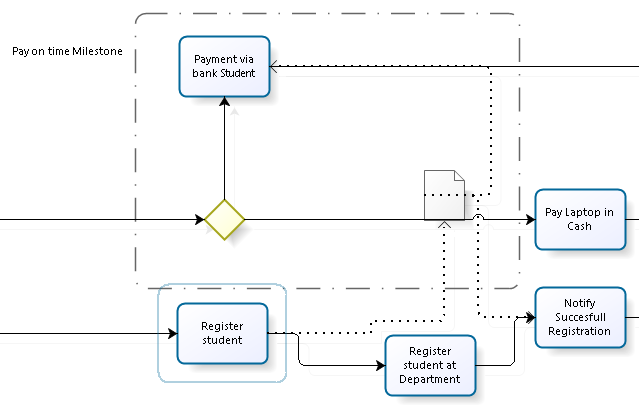 Pay on time Milestone
Payment via
bank Student
Pay Laptop in
Cash
Register
student
Register
student at
Department
Notify
Succesfull
Registration